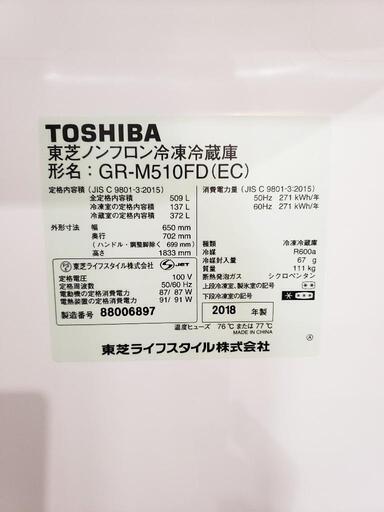 TOSHIBA
東芝ノンフロン冷凍冷蔵庫
形名：GR-M510FD(EC)
定格内容積 (JIS C 9801-3:2015)
全定格内容積 509 L
冷凍室の定格内容積 137 L
冷蔵室の定格内容積 372 L
外形寸法 幅 650 mm
奥行 702 mm
(ハンドル・調整脚除く 699 mm)
高さ 1833 mm
消費電力量 (JIS C 9801-3:2015)
50Hz 271 kWh/年
60Hz 271 kWh/年
種類 冷凍冷蔵庫
冷媒 R600a
冷媒封入量 67 g
質量 111 kg
断熱発泡ガス シクロペンタン
上段冷凍室、製氷室の記号
下段冷凍室の記号
東芝ライフスタイル株式会社
JET
定格電圧 100 V
定格周波数 50/60 Hz
電動機の定格消費電力 87/ 87 W
電熱装置の定格消費電力 91/ 91 W
製造番号 88006897
2018 年製
温度ヒューズ 76 ℃ または 77 ℃
MADE IN CHINA
東芝ライフスタイル株式会社
Ⓐ